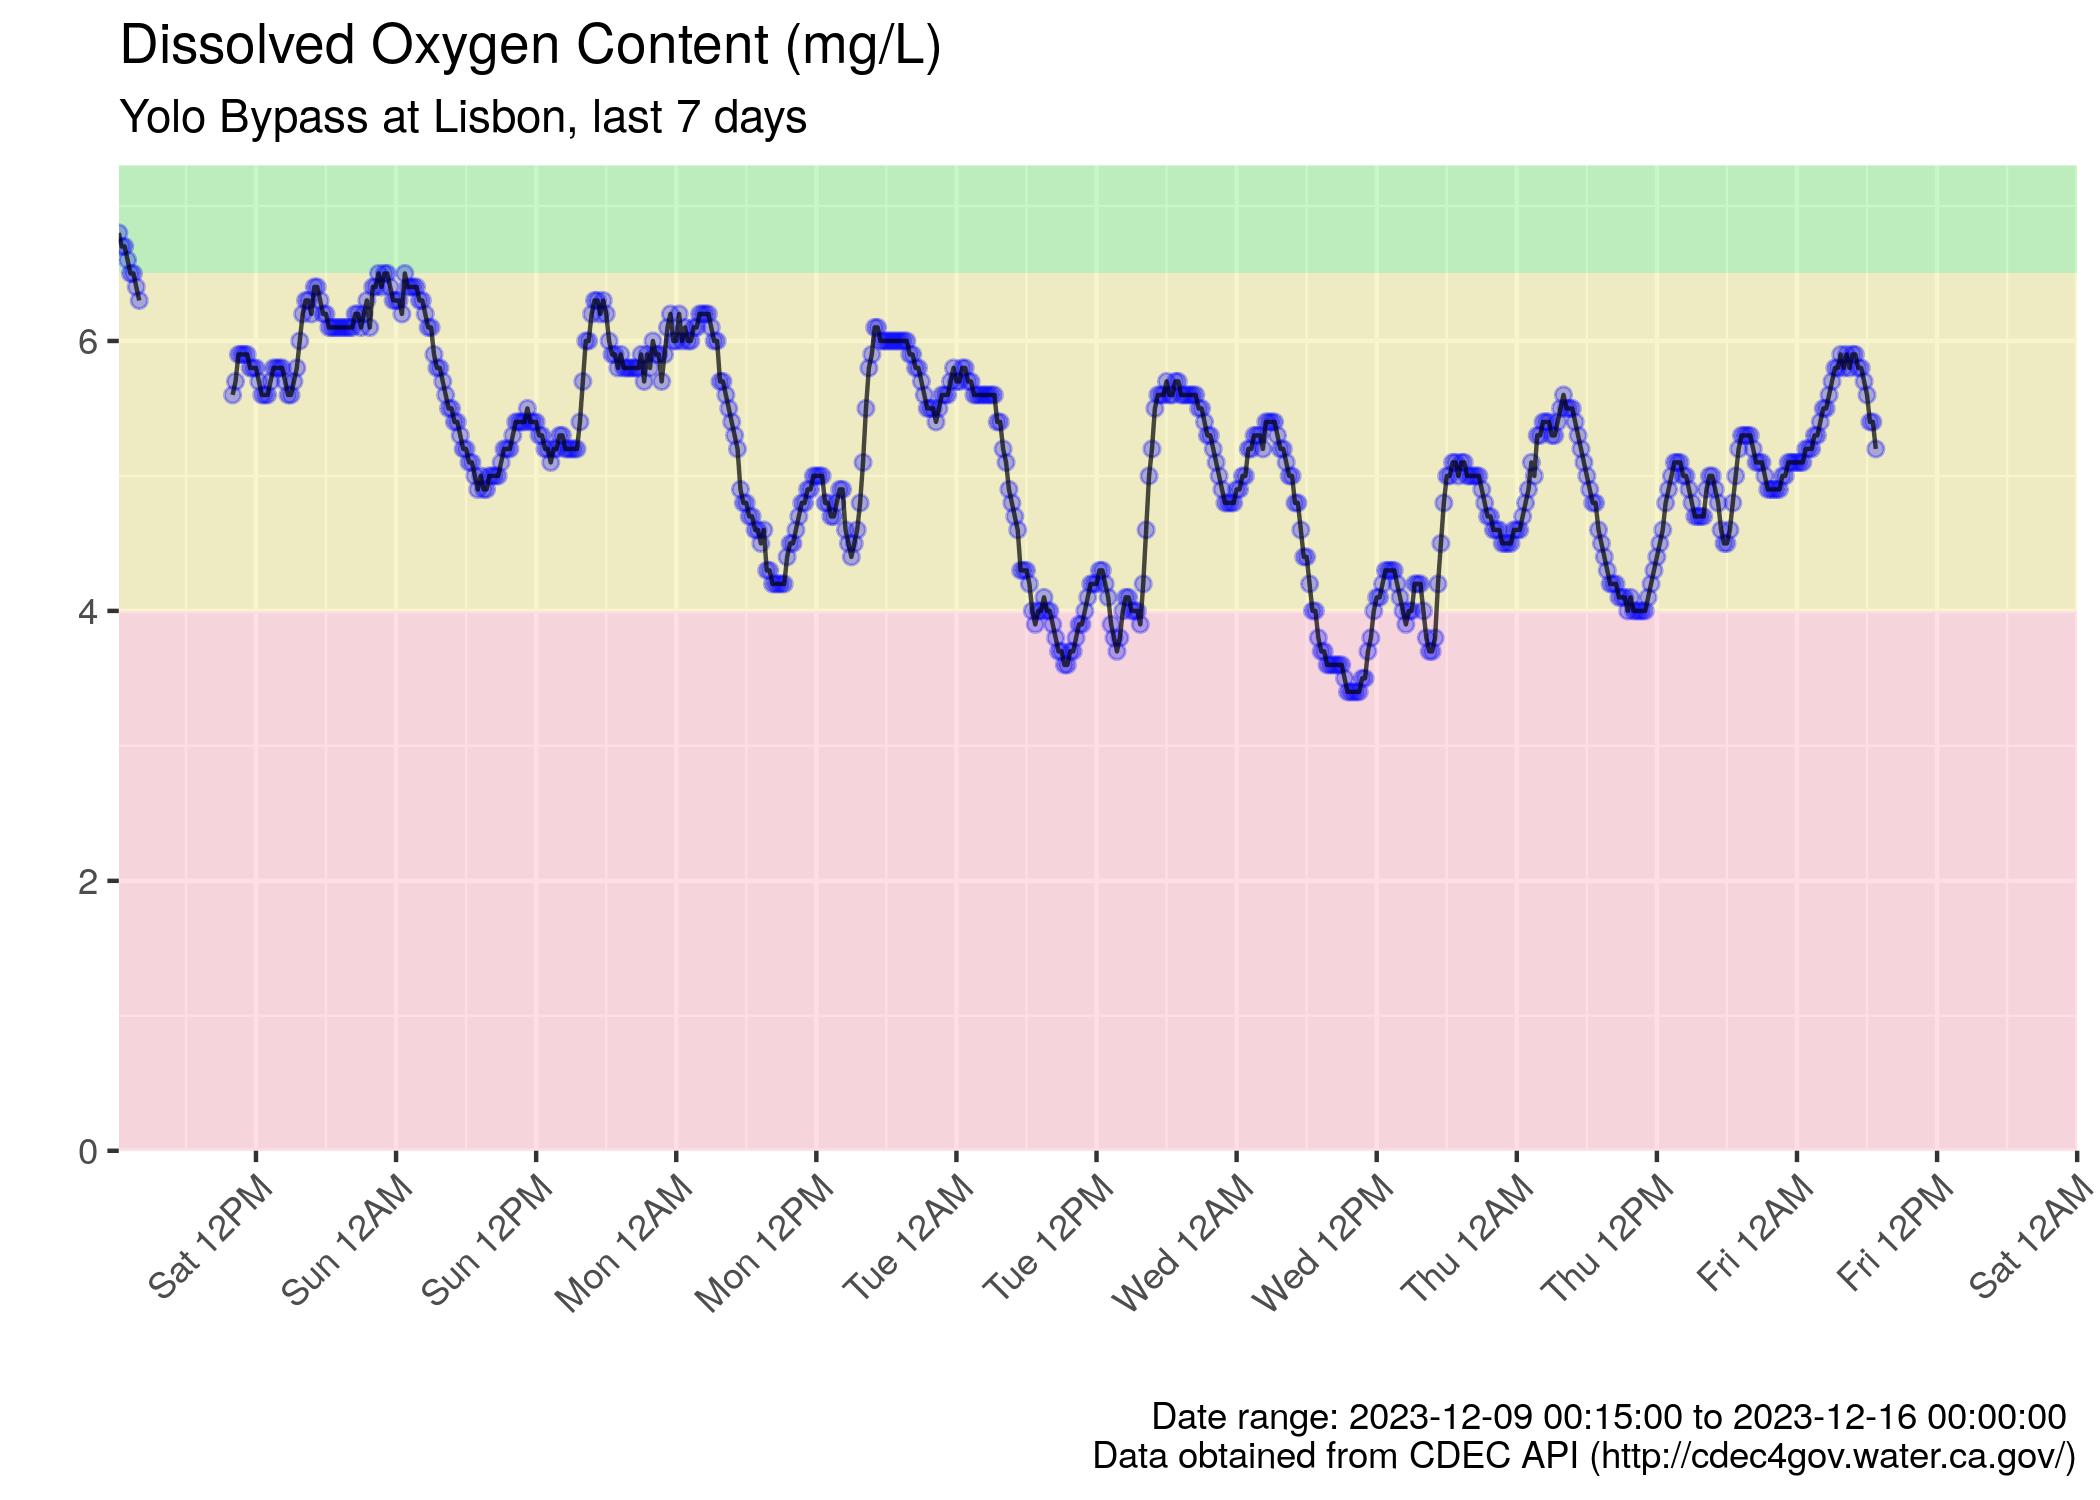 Dissolved Oxygen Content (mg/L)
Yolo Bypass at Lisbon, last 7 days
6
4
2
0
Sat 12PM
Sun 12AM
Sun 12PM
Mon 12AM
Mon 12PM
Tue 12AM
Tue 12PM
Wed 12AM
Wed 12PM
Thu 12AM
Thu 12PM
Fri 12AM
Fri 12PM
Sat 12AM
Date range: 2023-12-09 00:15:00 to 2023-12-16 00:00:00
Data obtained from CDEC API (http://cdec4gov.water.ca.gov/)